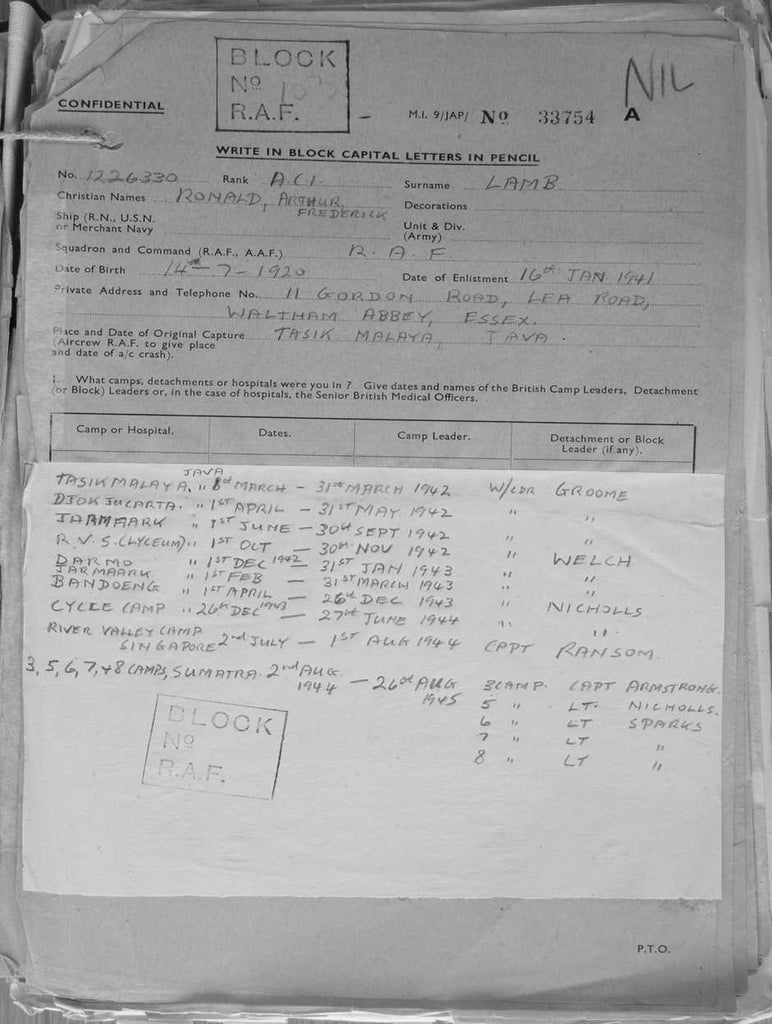 BLOCK
Nº
R.A.F.
NIL
CONFIDENTIAL
M.I. 9/JAP/ Nº 33754 A
WRITE IN BLOCK CAPITAL LETTERS IN PENCIL
No. 1226330 Rank A.C.1. Surname LAMB
Christian Names RONALD, ARTHUR, FREDERICK Decorations
Ship (R.N., U.S.N. or Merchant Navy Unit & Div. (Army)
Squadron and Command (R.A.F., A.A.F.) R.A.F.
Date of Birth 14th-7-1920 Date of Enlistment 16th JAN 1941
Private Address and Telephone No. 11 GORDON ROAD, LEA ROAD,
WALTHAM ABBEY, ESSEX.
Place and Date of Original Capture TASIK MALAYA, JAVA.
(Aircrew R.A.F. to give place
and date of a/c crash).
1. What camps, detachments or hospitals were you in ? Give dates and names of the British Camp Leaders, Detachment
(or Block) Leaders or, in the case of hospitals, the Senior British Medical Officers.
Camp or Hospital. Dates. Camp Leader. Detachment or Block
Leader (if any).
JAVA
TASIK MALAYA. " 8th MARCH - 31st MARCH 1942 W/CDR GROOME
DJOKJUCARTA. " 1ST APRIL - 31ST MAY 1942 " "
JARMAARK " 1ST JUNE - 30th SEPT 1942 " "
R.V.S. (LYCEUM) " 1ST OCT - 30th NOV 1942 "
DARMO " 1ST DEC 1942 - 31ST JAN 1943 " WELCH
JARMAARK " 1ST FEB - 31ST MARCH 1943 " "
BANDOENG " 1ST APRIL - 26th DEC 1943 "
CYCLE CAMP " 26th DEC 1943 - 27th JUNE 1944 " NICHOLLS.
RIVER VALLEY CAMP
SINGAPORE 2nd JULY - 1ST AUG 1944 CAPT RANSOM
3, 5, 6, 7, + 8 CAMPS, SUMATRA 2nd AUG 1944 - 26th AUG 1945 3 CAMP CAPT ARMSTRONG.
5 " LT. NICHOLLS.
6 " LT SPARKS
7 " LT "
8 " LT "
BLOCK
Nº
R.A.F.
P.T.O.